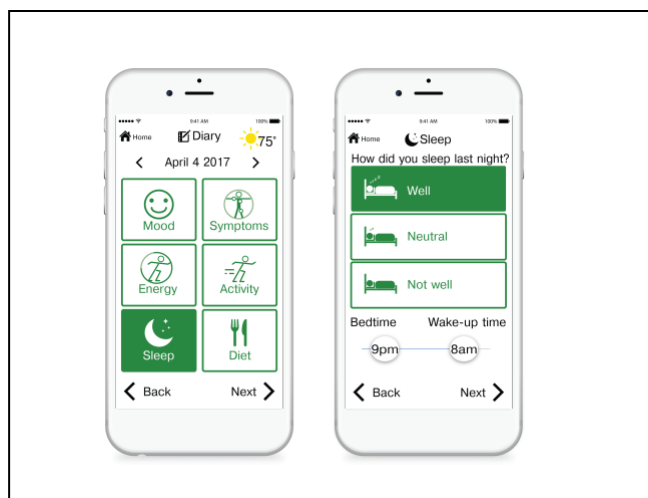 9:41 AM 100%
Home Diary 75°
April 4 2017
Mood Symptoms
Energy Activity
Sleep Diet
Back Next
9:41 AM 100%
Home Sleep
How did you sleep last night?
Well
Neutral
Not well
Bedtime Wake-up time
9pm 8am
Back Next